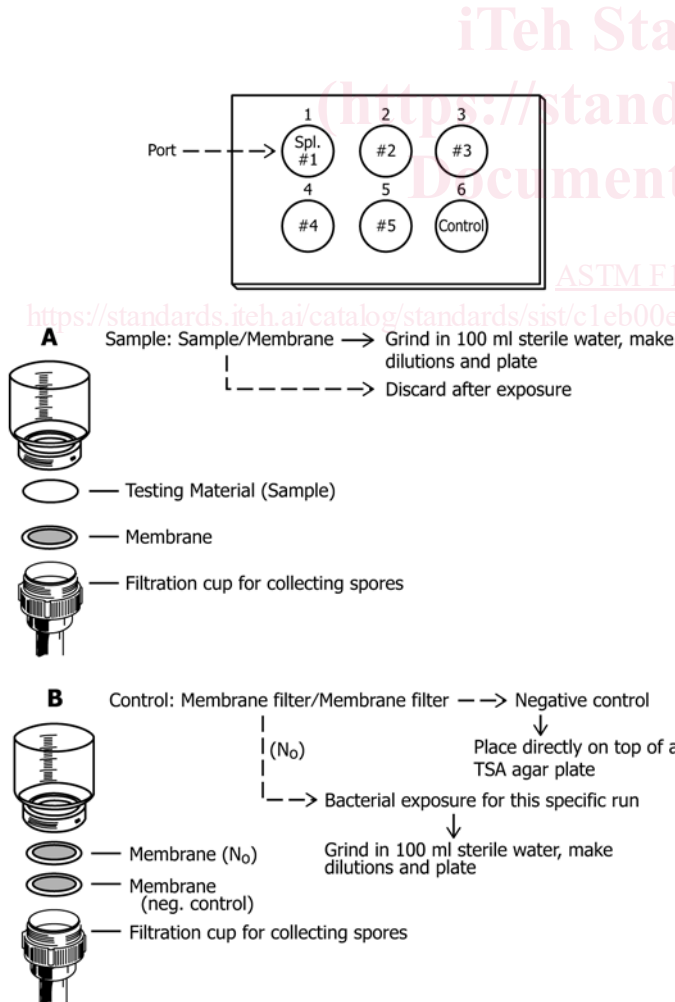 iTeh Sta
(https://stand
Document
1 2 3
Port
Spl.
#1
#2
#3
4 5 6
#4
#5
Control
ASTM F1
https://standards.iteh.ai/catalog/standards/sist/c1eb00e
A
Sample: Sample/Membrane
Grind in 100 ml sterile water, make
dilutions and plate
Discard after exposure
Testing Material (Sample)
Membrane
Filtration cup for collecting spores
B
Control: Membrane filter/Membrane filter
Negative control
(N₀)
Place directly on top of a
TSA agar plate
Bacterial exposure for this specific run
Grind in 100 ml sterile water, make
dilutions and plate
Membrane (N₀)
Membrane
(neg. control)
Filtration cup for collecting spores